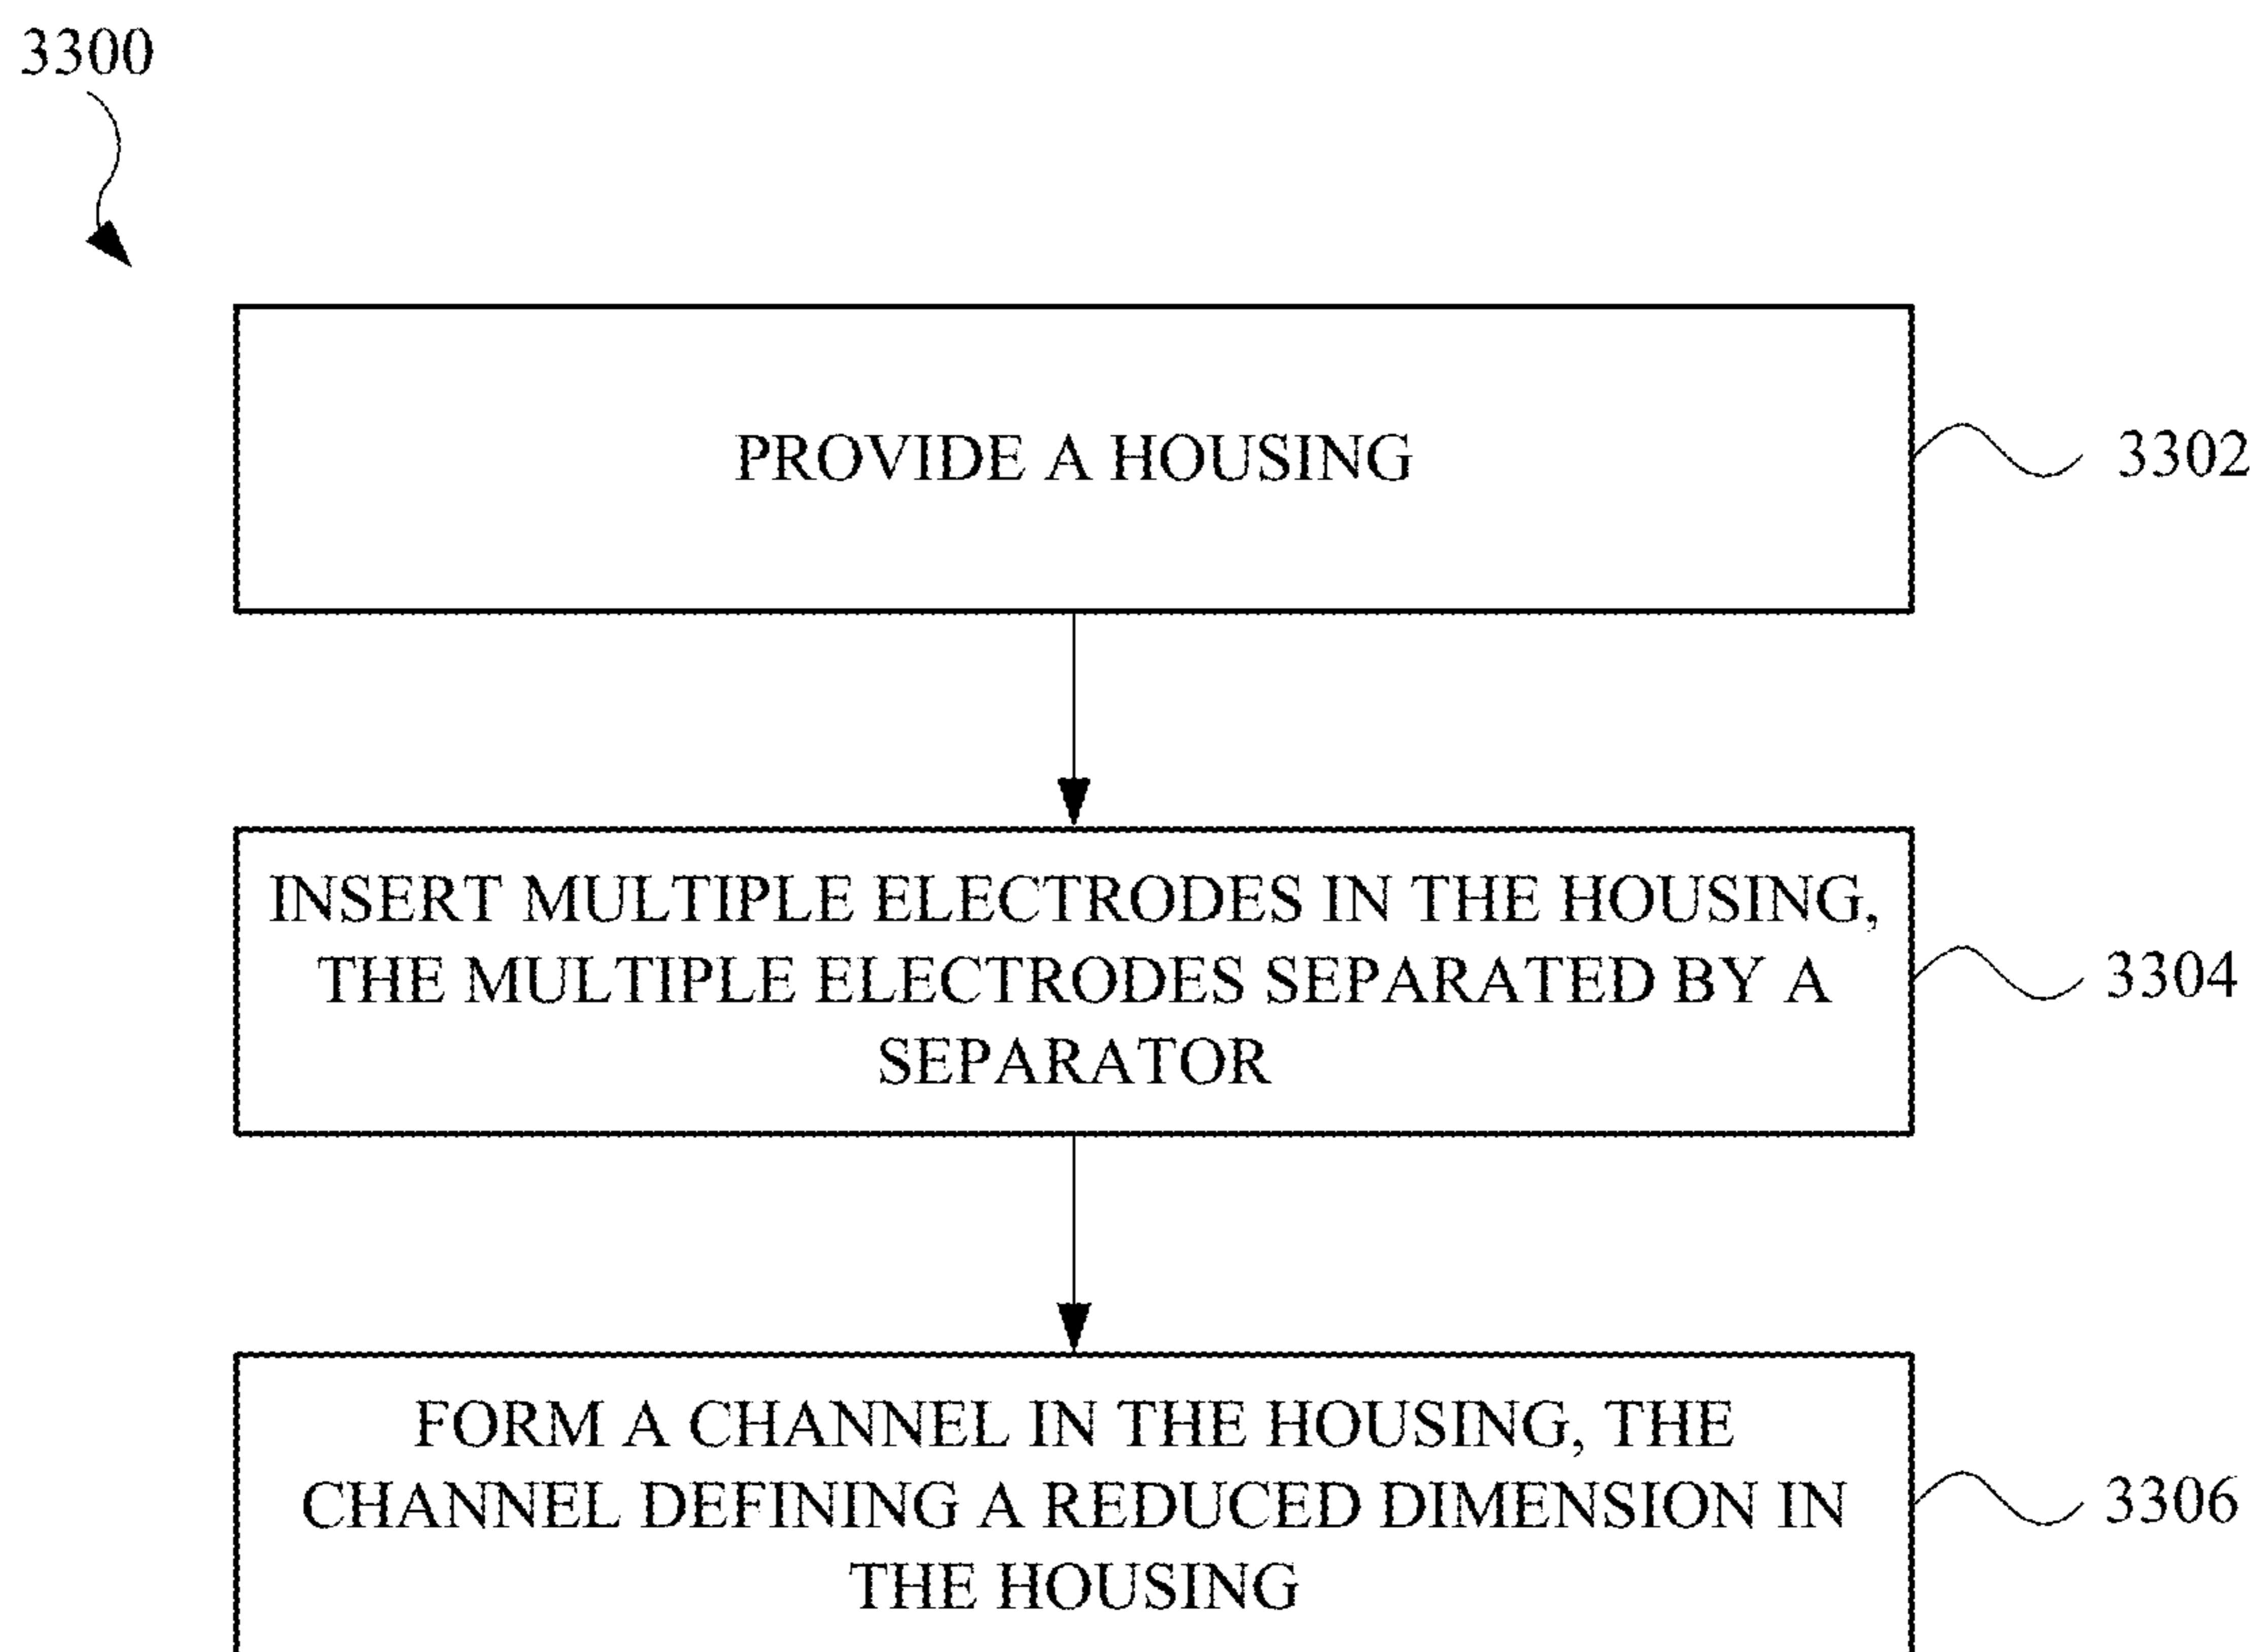 3300
PROVIDE A HOUSING
3302
INSERT MULTIPLE ELECTRODES IN THE HOUSING,
THE MULTIPLE ELECTRODES SEPARATED BY A
SEPARATOR
3304
FORM A CHANNEL IN THE HOUSING, THE
CHANNEL DEFINING A REDUCED DIMENSION IN
THE HOUSING
3306